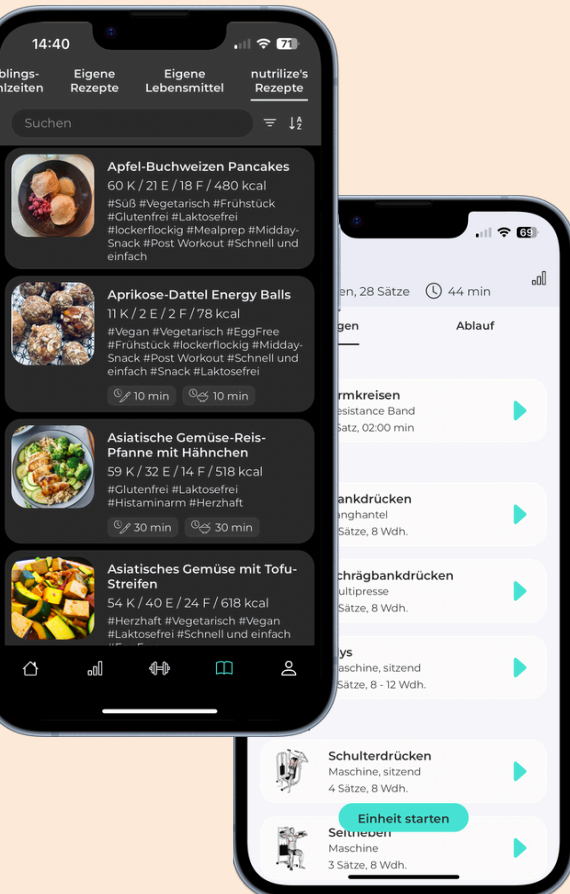 14:40
71
Eigene
Rezepte
Eigene
Lebensmittel
nutrilize's
Rezepte
Suchen
Apfel-Buchweizen Pancakes
60 K / 21 E / 18 F / 480 kcal
#Süß #Vegetarisch #Frühstück
#Glutenfrei #Laktosefrei
#lockerflockig #Mealprep #Midday-
Snack #Post Workout #Schnell und
einfach
Aprikose-Dattel Energy Balls
11 K / 2 E / 2 F / 78 kcal
#Vegan #Vegetarisch #EggFree
#Frühstück #lockerflockig #Midday-
Snack #Post Workout #Schnell und
einfach #Snack #Laktosefrei
10 min 10 min
Asiatische Gemüse-Reis-
Pfanne mit Hähnchen
59 K / 32 E / 14 F / 518 kcal
#Glutenfrei #Laktosefrei
#Histaminarm #Herzhaft
30 min 30 min
Asiatisches Gemüse mit Tofu-
Streifen
54 K / 40 E / 24 F / 618 kcal
#Herzhaft #Vegetarisch #Vegan
#Laktosefrei #Schnell und einfach
69
en, 28 Sätze 44 min
gen Ablauf
rmkreisen
esistance Band
Satz, 02:00 min
ankdrücken
anghantel
Sätze, 8 Wdh.
chrägbankdrücken
ultipresse
Sätze, 8 Wdh.
ys
aschine, sitzend
Sätze, 8 - 12 Wdh.
Schulterdrücken
Maschine, sitzend
4 Sätze, 8 Wdh.
Einheit starten
Seitheben
Maschine
3 Sätze, 8 Wdh.